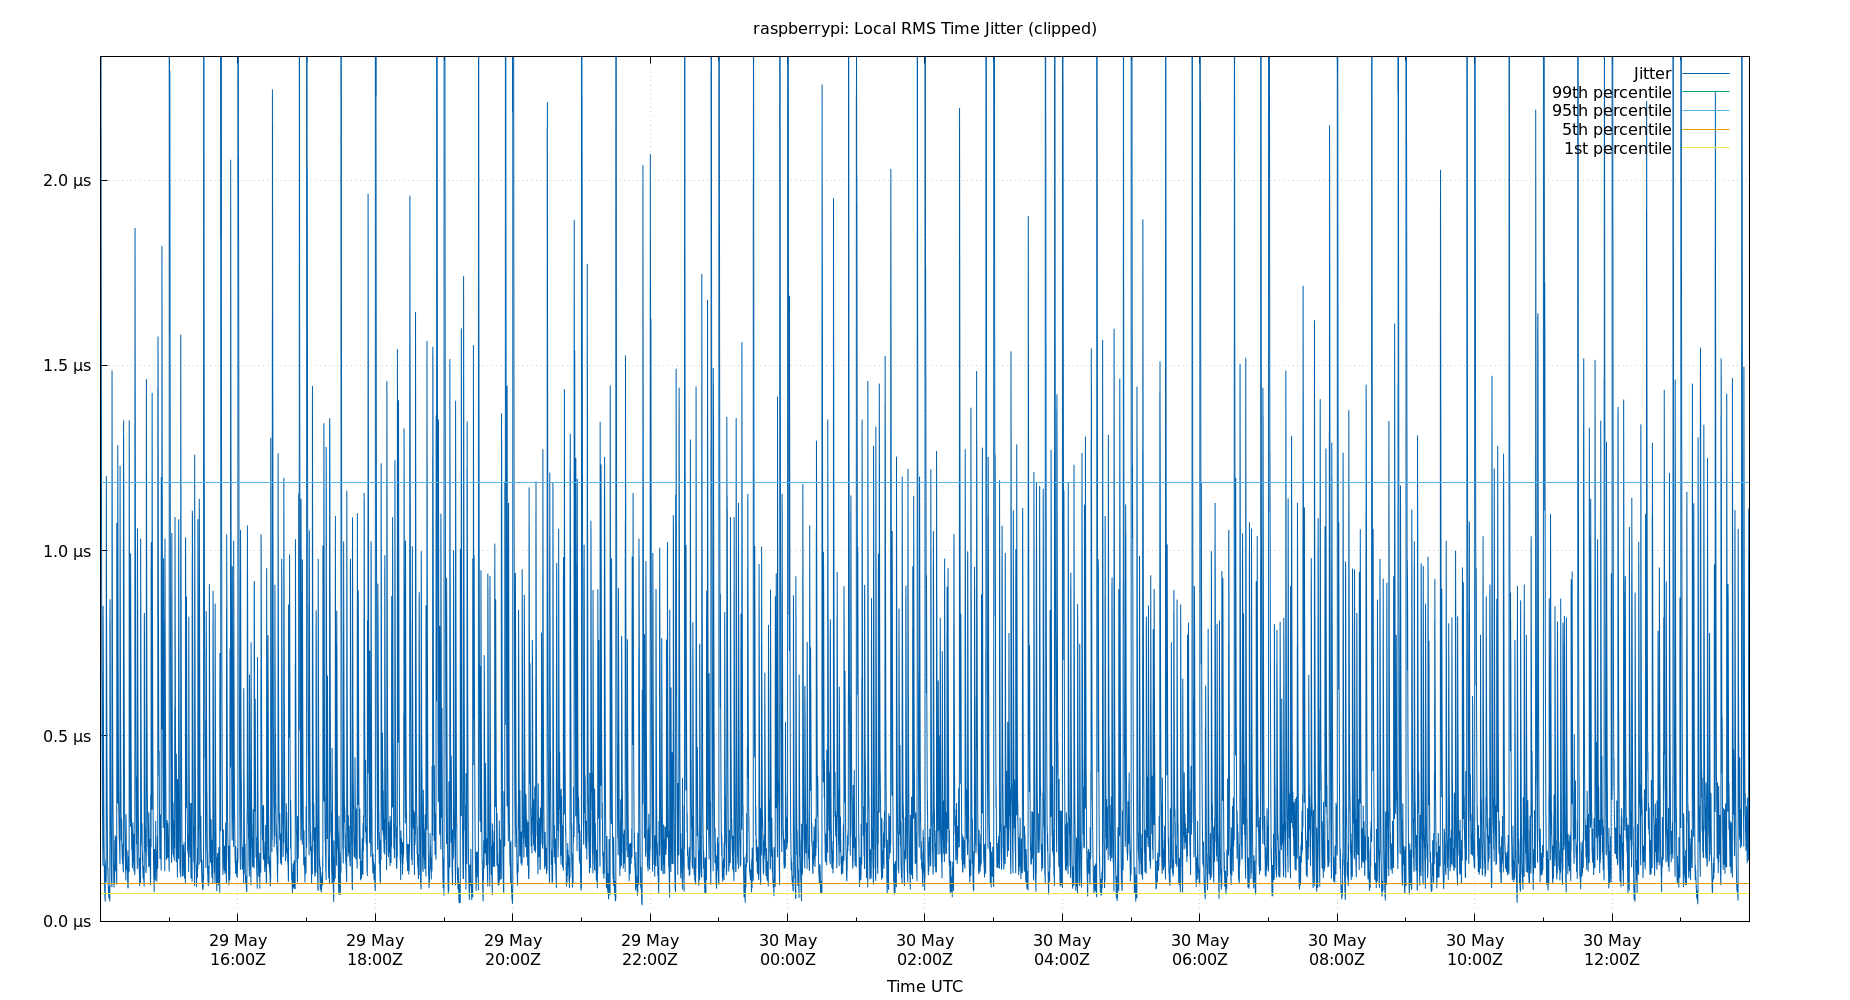 raspberrypi: Local RMS Time Jitter (clipped)
Jitter
99th percentile
95th percentile
5th percentile
1st percentile
2.0 µs
1.5 µs
1.0 µs
0.5 µs
0.0 µs
29 May 29 May 29 May 29 May 30 May 30 May 30 May 30 May 30 May 30 May 30 May
16:00Z 18:00Z 20:00Z 22:00Z 00:00Z 02:00Z 04:00Z 06:00Z 08:00Z 10:00Z 12:00Z
Time UTC